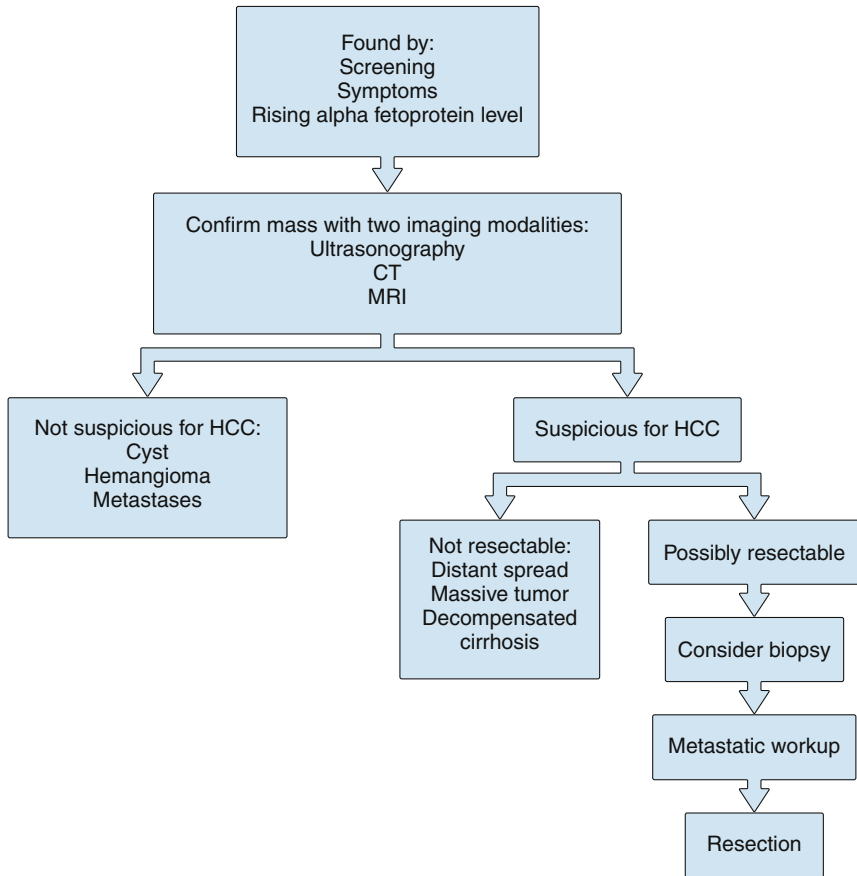 Found by:
Screening
Symptoms
Rising alpha fetoprotein level
Confirm mass with two imaging modalities:
Ultrasonography
CT
MRI
Not suspicious for HCC:
Cyst
Hemangioma
Metastases
Suspicious for HCC
Not resectable:
Distant spread
Massive tumor
Decompensated
cirrhosis
Possibly resectable
Consider biopsy
Metastatic workup
Resection